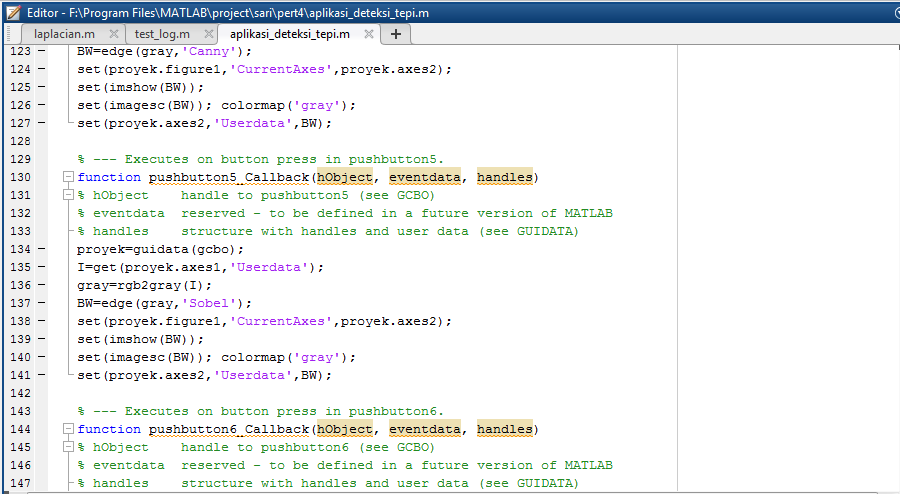 Editor - F:\Program Files\MATLAB\project\sari\pert4\aplikasi_deteksi_tepi.m
laplacian.m test_log.m aplikasi_deteksi_tepi.m
123 BW=edge(gray,'Canny');
124 set(proyek.figure1,'CurrentAxes',proyek.axes2);
125 set(imshow(BW));
126 set(imagesc(BW)); colormap('gray');
127 set(proyek.axes2,'Userdata',BW);
128
129 % --- Executes on button press in pushbutton5.
130 function pushbutton5_Callback(hObject, eventdata, handles)
131 % hObject    handle to pushbutton5 (see GCBO)
132 % eventdata  reserved - to be defined in a future version of MATLAB
133 % handles    structure with handles and user data (see GUIDATA)
134 proyek=guidata(gcbo);
135 I=get(proyek.axes1,'Userdata');
136 gray=rgb2gray(I);
137 BW=edge(gray,'Sobel');
138 set(proyek.figure1,'CurrentAxes',proyek.axes2);
139 set(imshow(BW));
140 set(imagesc(BW)); colormap('gray');
141 set(proyek.axes2,'Userdata',BW);
142
143 % --- Executes on button press in pushbutton6.
144 function pushbutton6_Callback(hObject, eventdata, handles)
145 % hObject    handle to pushbutton6 (see GCBO)
146 % eventdata  reserved - to be defined in a future version of MATLAB
147 % handles    structure with handles and user data (see GUIDATA)